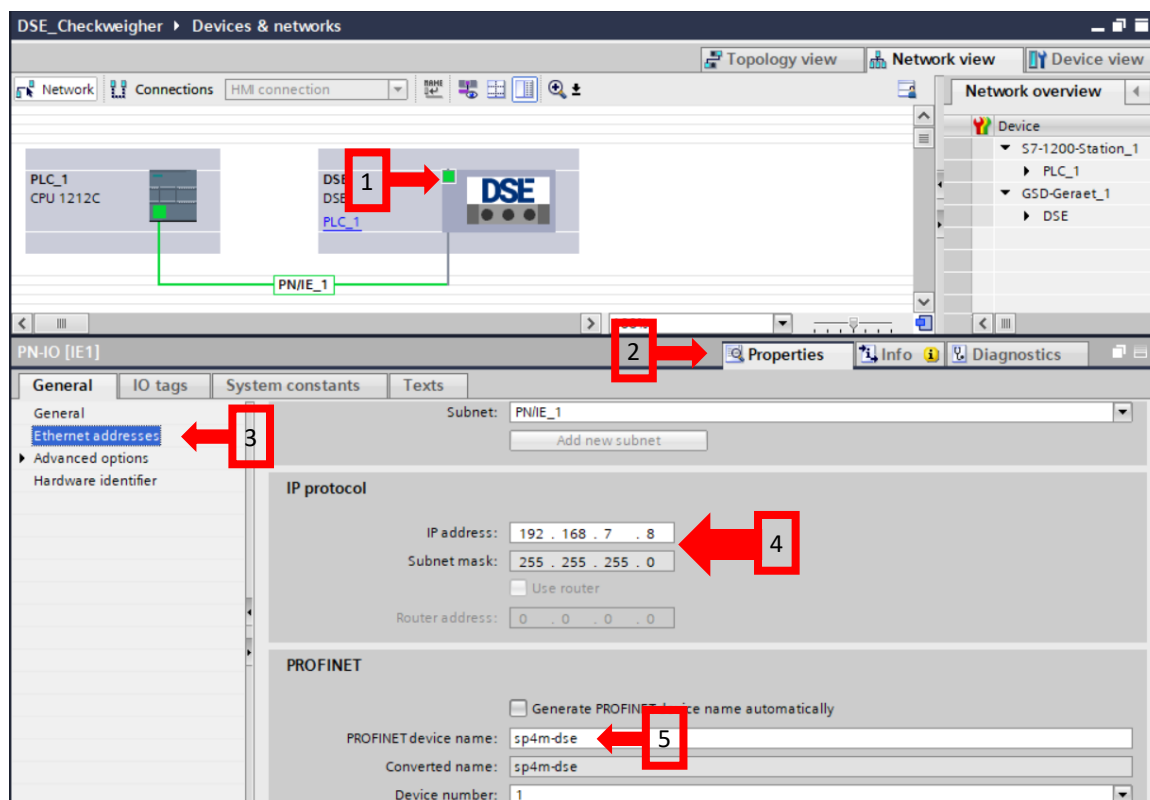 DSE_Checkweigher ▸ Devices & networks
Topology view
Network view
Device view
Network
Connections
HMI connection
Network overview
Device
S7-1200-Station_1
PLC_1
GSD-Geraet_1
DSE
PLC_1
CPU 1212C
DSE
DSE
PLC_1
1
DSE
PN/IE_1
2
PN-IO [IE1]
Properties
Info
Diagnostics
General
IO tags
System constants
Texts
General
Ethernet addresses
Advanced options
Hardware identifier
3
Subnet: PN/IE_1
Add new subnet
IP protocol
IP address: 192 . 168 . 7 . 8
Subnet mask: 255 . 255 . 255 . 0
4
Use router
Router address: 0 . 0 . 0 . 0
PROFINET
Generate PROFINET ice name automatically
PROFINET device name: sp4m-dse
5
Converted name: sp4m-dse
Device number: 1